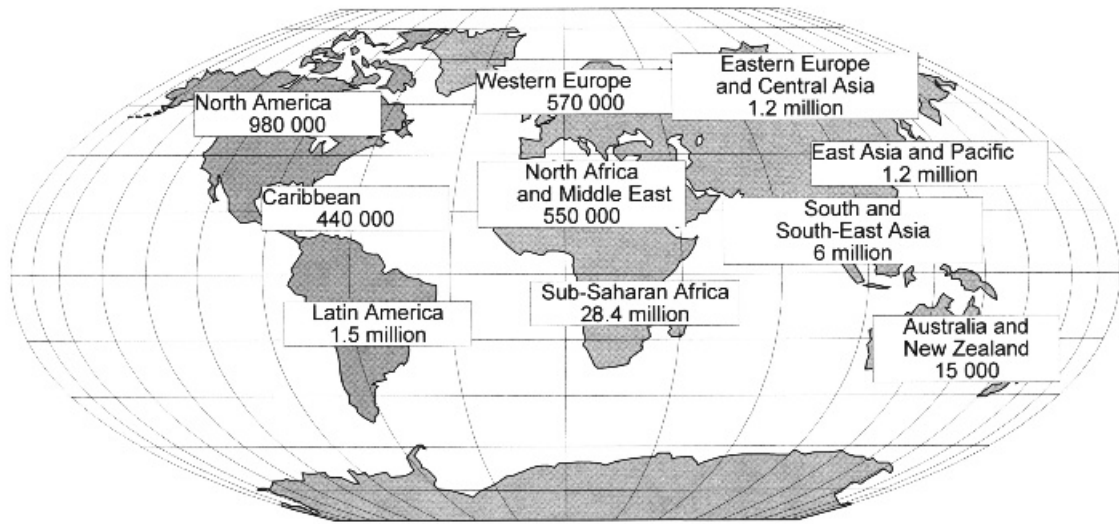 Eastern Europe
and Central Asia
1.2 million
Western Europe
570 000
North America
980 000
East Asia and Pacific
1.2 million
North Africa
and Middle East
550 000
Caribbean
440 000
South and
South-East Asia
6 million
Sub-Saharan Africa
28.4 million
Latin America
1.5 million
Australia and
New Zealand
15 000